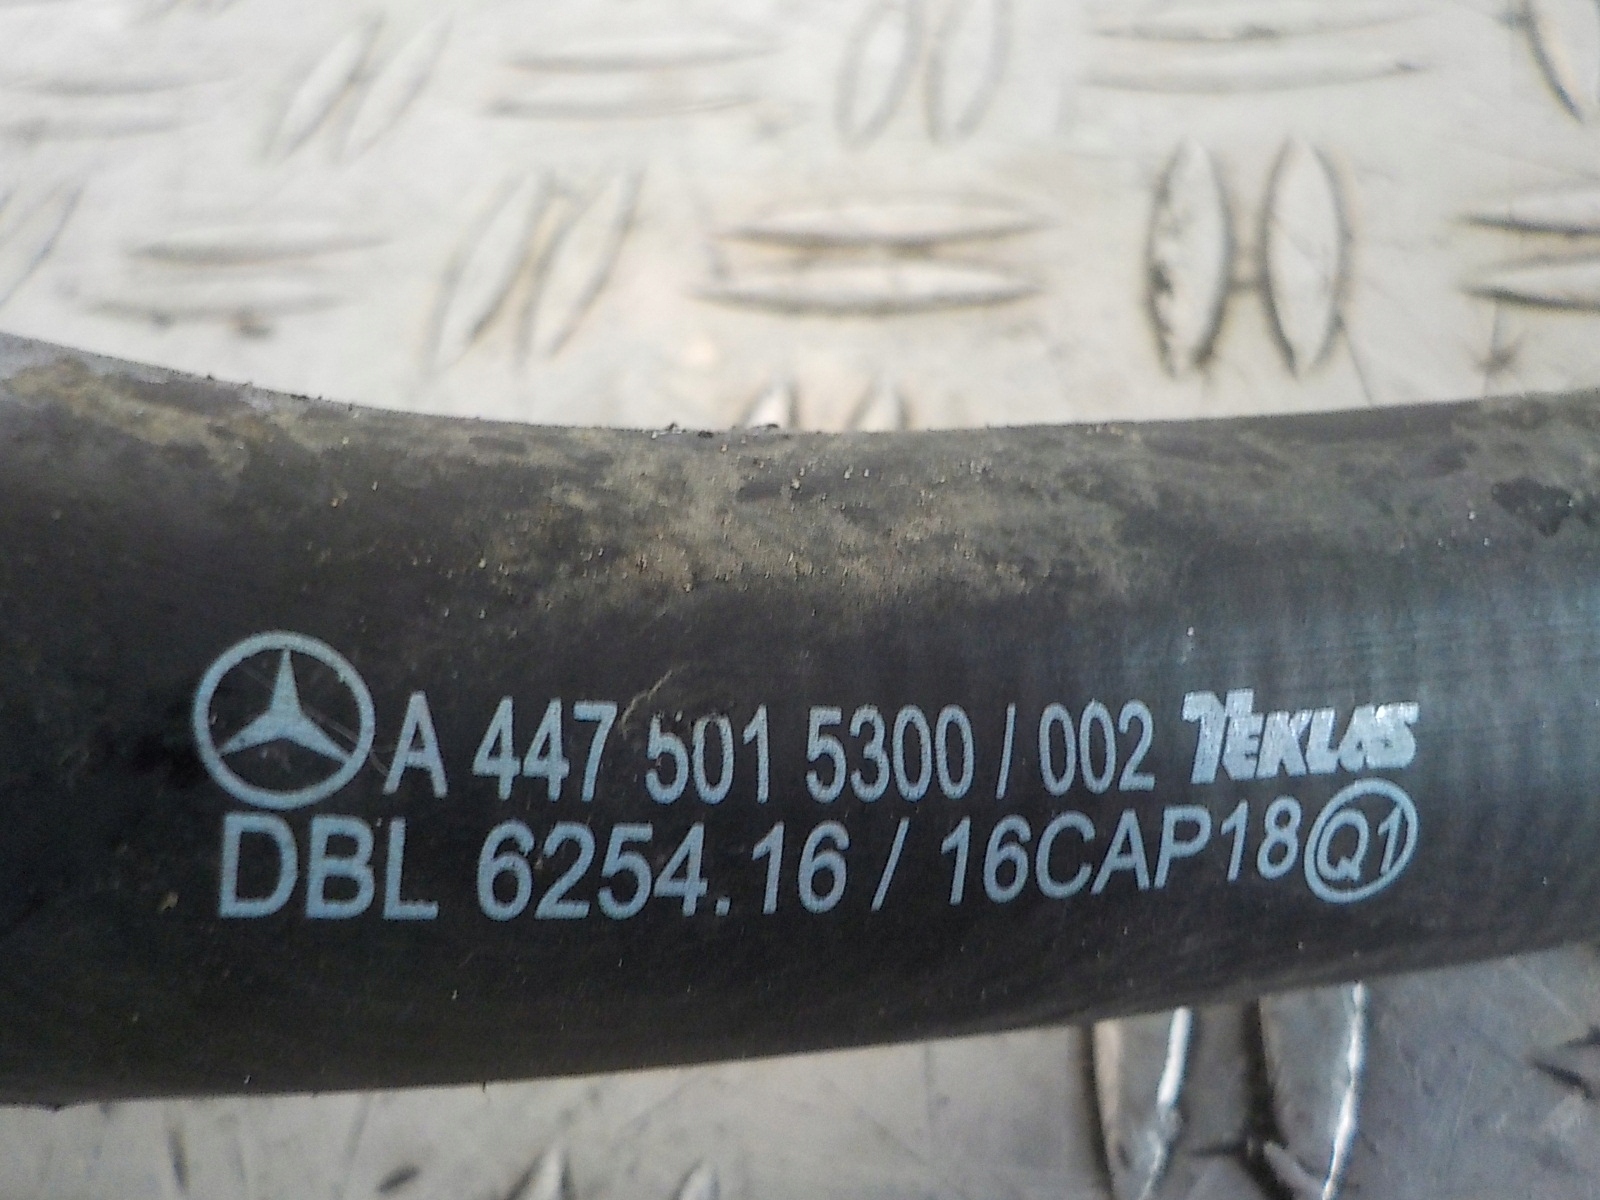 A 447 501 5300 / 002 TEKLAS
DBL 6254.16 / 16CAP18 Q1